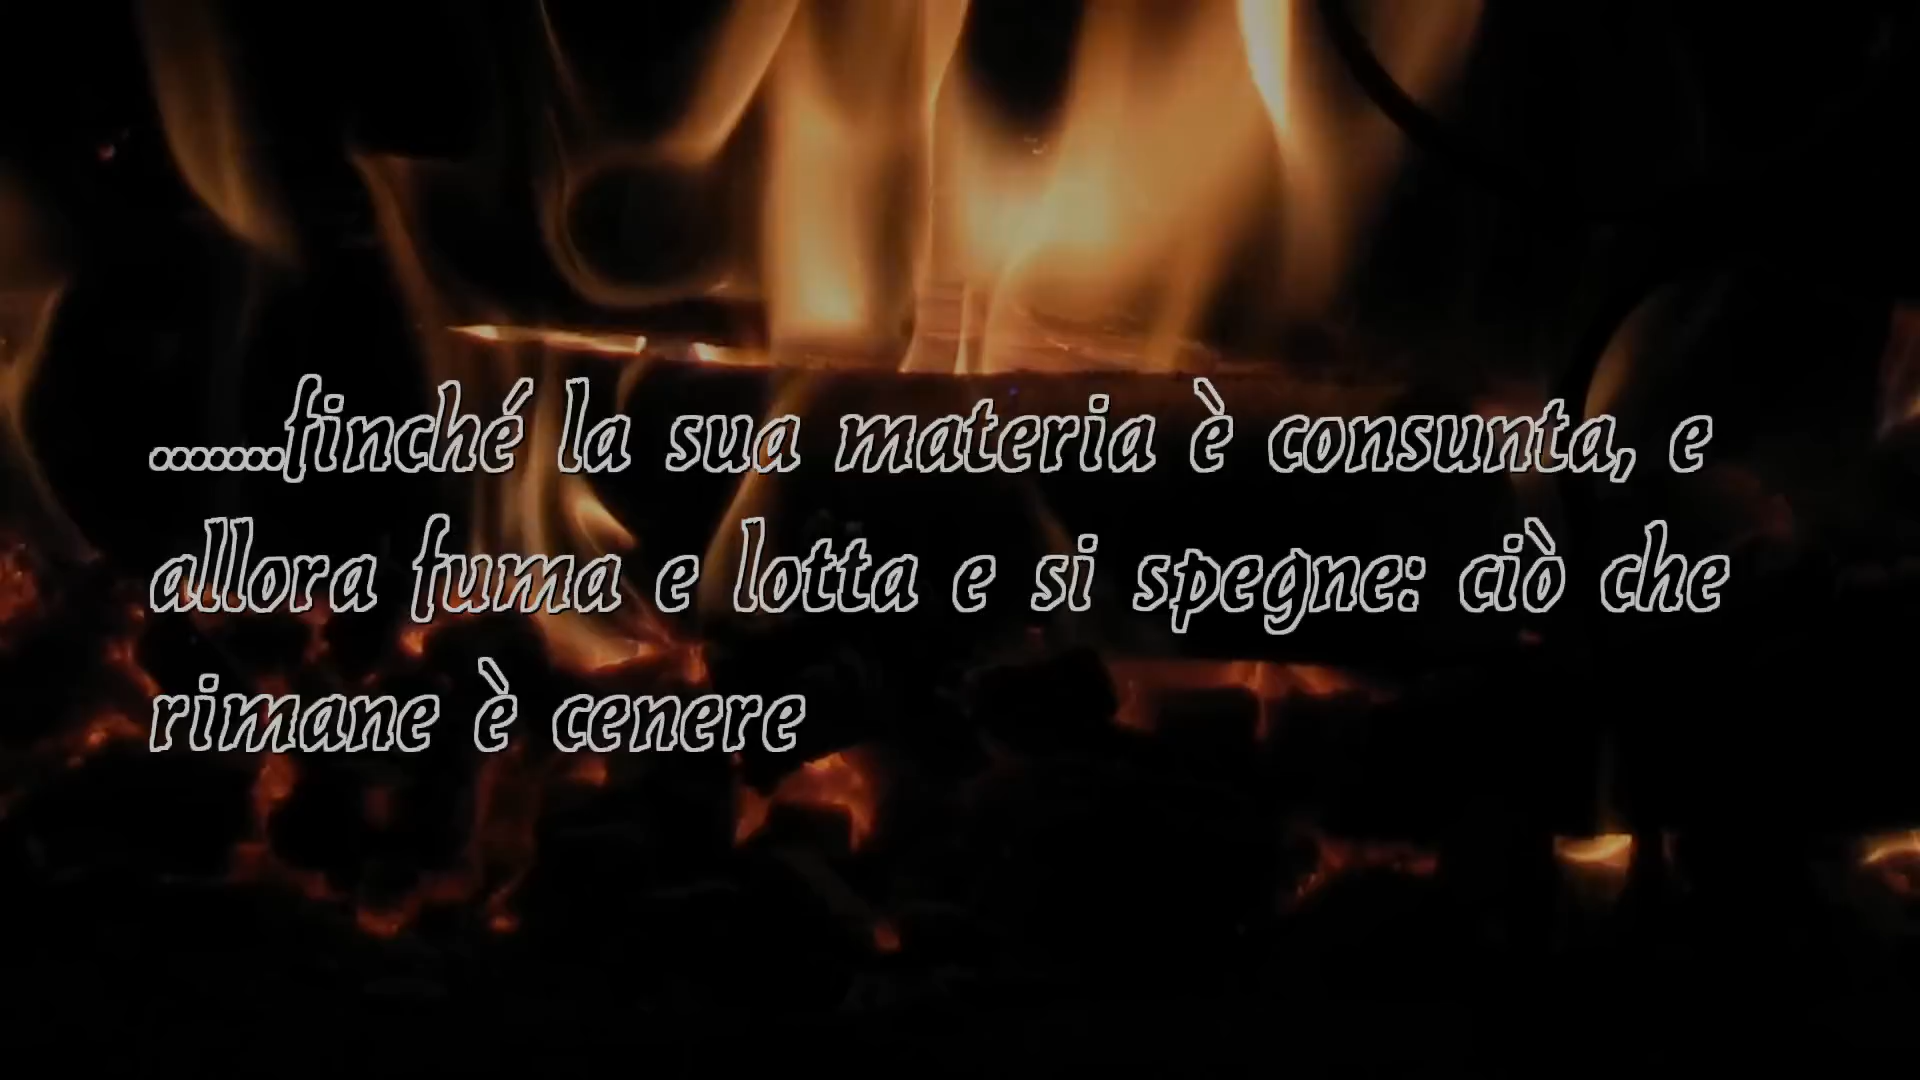 .......finché la sua materia è consunta, e
allora fuma e lotta e si spegne: ciò che
rimane è cenere